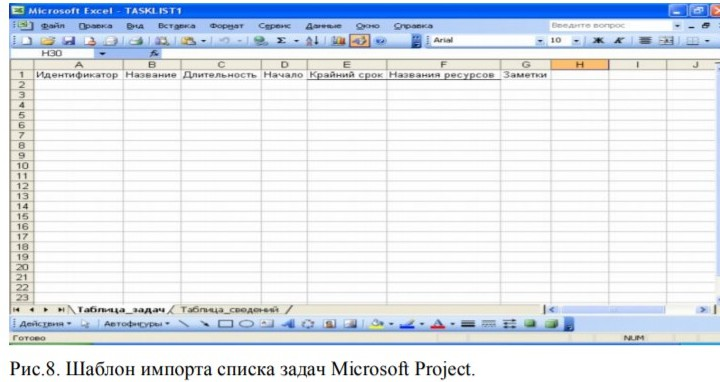 Microsoft Excel - TASKLIST1
Файл Правка Вид Вставка Формат Сервис Данные Окно Справка Введите вопрос
Arial 10 Ж К
H30 fx
A B C D E F G H I J
1 Идентификатор Название Длительность Начало Крайний срок Названия ресурсов Заметки
2
3
4
5
6
7
8
9
10
11
12
13
14
15
16
17
18
19
20
21
22
23
Таблица_задач / Таблица_сведений /
Действия Автофигуры
Готово NUM
Рис.8. Шаблон импорта списка задач Microsoft Project.